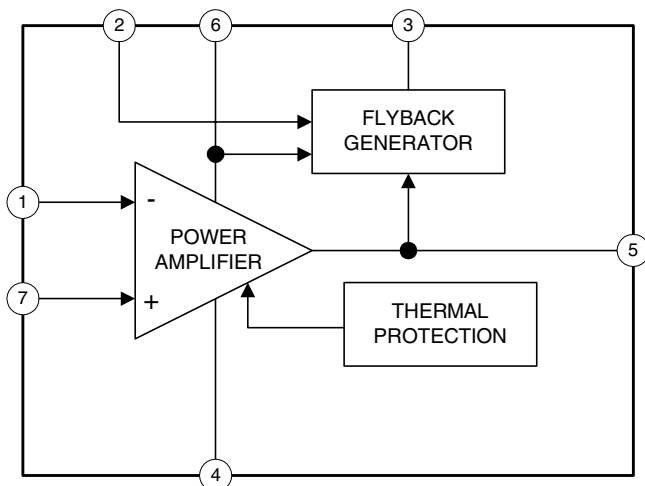 2 6 3
FLYBACK
GENERATOR
1 -
POWER
AMPLIFIER
5
7 +
THERMAL
PROTECTION
4